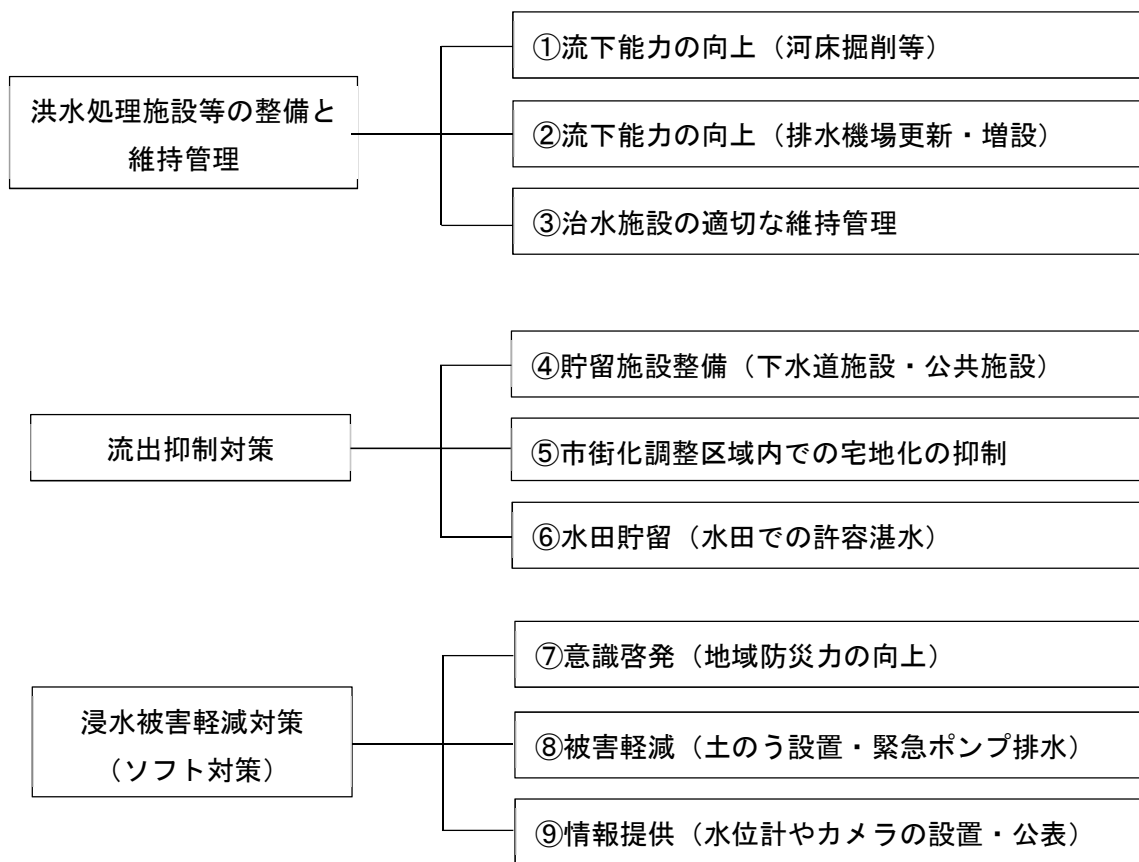 洪水処理施設等の整備と
維持管理
①流下能力の向上（河床掘削等）
②流下能力の向上（排水機場更新・増設）
③治水施設の適切な維持管理
流出抑制対策
④貯留施設整備（下水道施設・公共施設）
⑤市街化調整区域内での宅地化の抑制
⑥水田貯留（水田での許容湛水）
浸水被害軽減対策
（ソフト対策）
⑦意識啓発（地域防災力の向上）
⑧被害軽減（土のう設置・緊急ポンプ排水）
⑨情報提供（水位計やカメラの設置・公表）